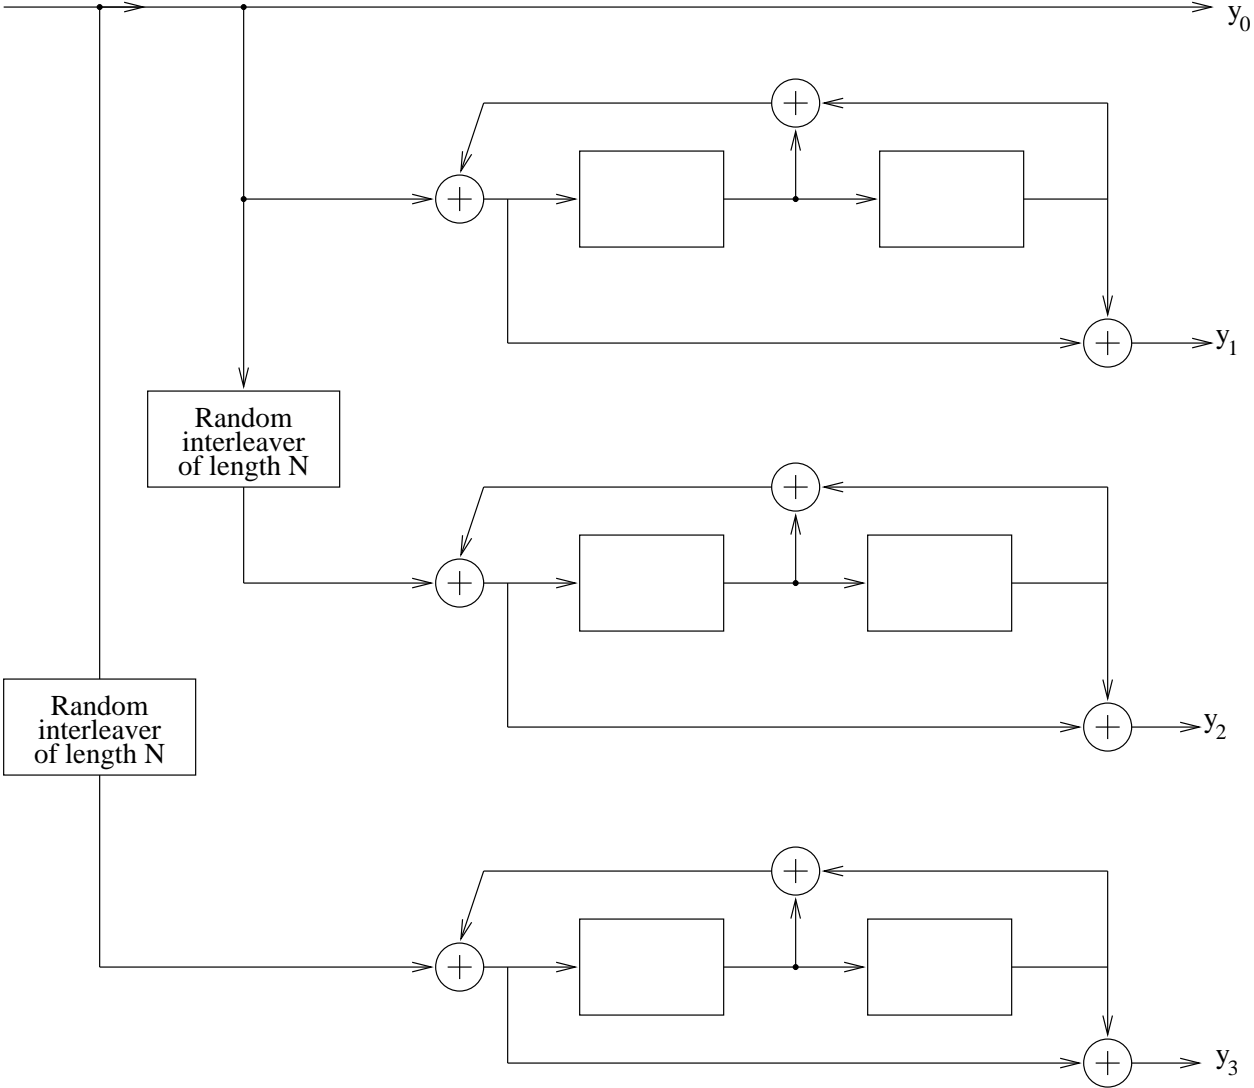 y0
y1
Random
interleaver
of length N
y2
Random
interleaver
of length N
y3